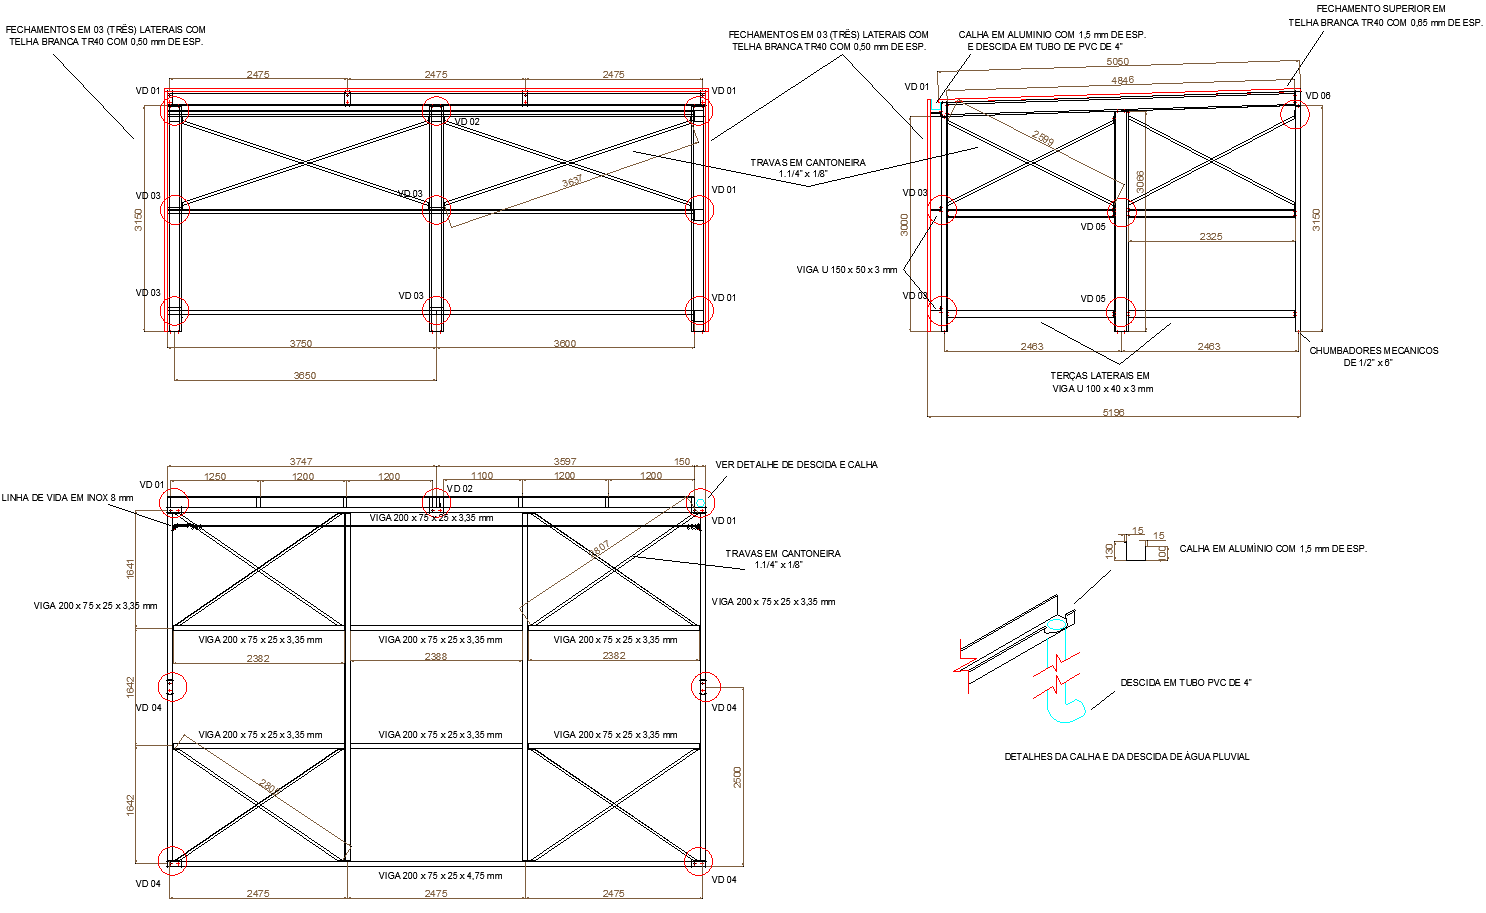 FECHAMENTOS EM 03 (TRÊS) LATERAIS COM
TELHA BRANCA TR40 COM 0,50 mm DE ESP.
2475
2475
2475
VD 01
VD 01
VD 02
3637
VD 03
VD 03
VD 01
3150
VD 03
VD 03
VD 01
3750
3600
3650
FECHAMENTOS EM 03 (TRÊS) LATERAIS COM
TELHA BRANCA TR40 COM 0,50 mm DE ESP.
TRAVAS EM CANTONEIRA
1.1/4" x 1/8"
CALHA EM ALUMINIO COM 1,5 mm DE ESP.
E DESCIDA EM TUBO DE PVC DE 4"
FECHAMENTO SUPERIOR EM
TELHA BRANCA TR40 COM 0,65 mm DE ESP.
5050
4846
VD 01
VD 06
2599
3066
VD 03
VD 05
3000
3150
2325
VIGA U 150 x 50 x 3 mm
VD 03
VD 05
2463
2463
CHUMBADORES MECANICOS
DE 1/2" x 6"
TERÇAS LATERAIS EM
VIGA U 100 x 40 x 3 mm
5196
3747
3597
150
VER DETALHE DE DESCIDA E CALHA
1250
1200
1200
1100
1200
1200
VD 01
VD 02
LINHA DE VIDA EM INOX 8 mm
VIGA 200 x 75 x 25 x 3,35 mm
VD 01
2807
TRAVAS EM CANTONEIRA
1.1/4" x 1/8"
1641
VIGA 200 x 75 x 25 x 3,35 mm
VIGA 200 x 75 x 25 x 3,35 mm
VIGA 200 x 75 x 25 x 3,35 mm
VIGA 200 x 75 x 25 x 3,35 mm
VIGA 200 x 75 x 25 x 3,35 mm
2382
2388
2382
1642
VD 04
VD 04
VIGA 200 x 75 x 25 x 3,35 mm
VIGA 200 x 75 x 25 x 3,35 mm
VIGA 200 x 75 x 25 x 3,35 mm
1642
2500
VD 04
VIGA 200 x 75 x 25 x 4,75 mm
VD 04
2475
2475
2475
15
15
130
100
CALHA EM ALUMÍNIO COM 1,5 mm DE ESP.
DESCIDA EM TUBO PVC DE 4"
DETALHES DA CALHA E DA DESCIDA DE ÁGUA PLUVIAL